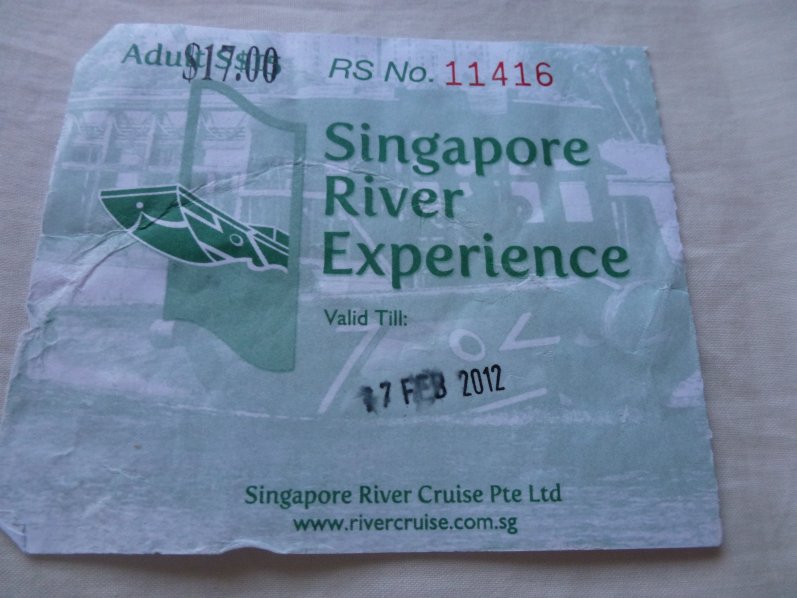 Adult $17.00
RS No. 11416
Singapore
River
Experience
Valid Till:
17 FEB 2012
Singapore River Cruise Pte Ltd
www.rivercruise.com.sg